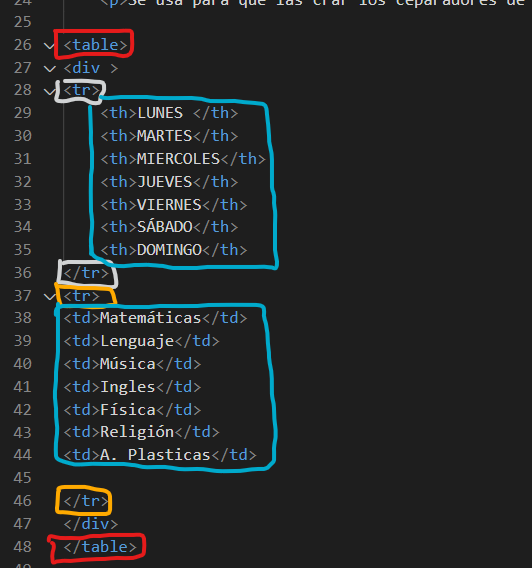 24 <p>Se usa para que las crar los ceparadores de
25
26 <table>
27 <div >
28 <tr>
29 <th>LUNES </th>
30 <th>MARTES</th>
31 <th>MIERCOLES</th>
32 <th>JUEVES</th>
33 <th>VIERNES</th>
34 <th>SÁBADO</th>
35 <th>DOMINGO</th>
36 </tr>
37 <tr>
38 <td>Matemáticas</td>
39 <td>Lenguaje</td>
40 <td>Música</td>
41 <td>Ingles</td>
42 <td>Física</td>
43 <td>Religión</td>
44 <td>A. Plasticas</td>
45
46 </tr>
47 </div>
48 </table>